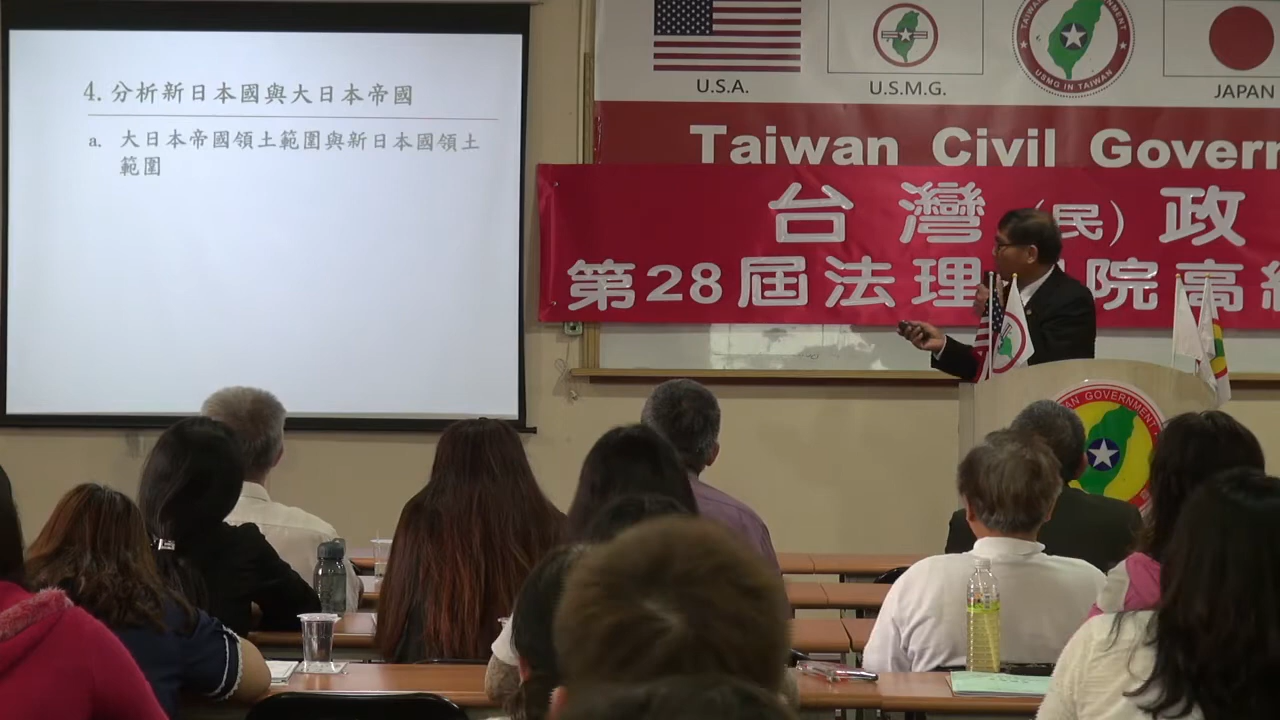 4. 分析新日本國與大日本帝國
a. 大日本帝國領土範圍與新日本國領土
範圍
U.S.A.
U.S.M.G.
USMG IN TAIWAN
JAPAN
Taiwan Civil Govern
台灣(民)政
第28屆法理 院高
WAN GOVERNMENT